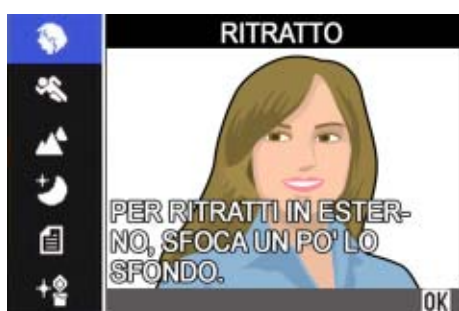 RITRATTO
PER RITRATTI IN ESTER-
NO, SFOCA UN PO' LO
SFONDO.
OK